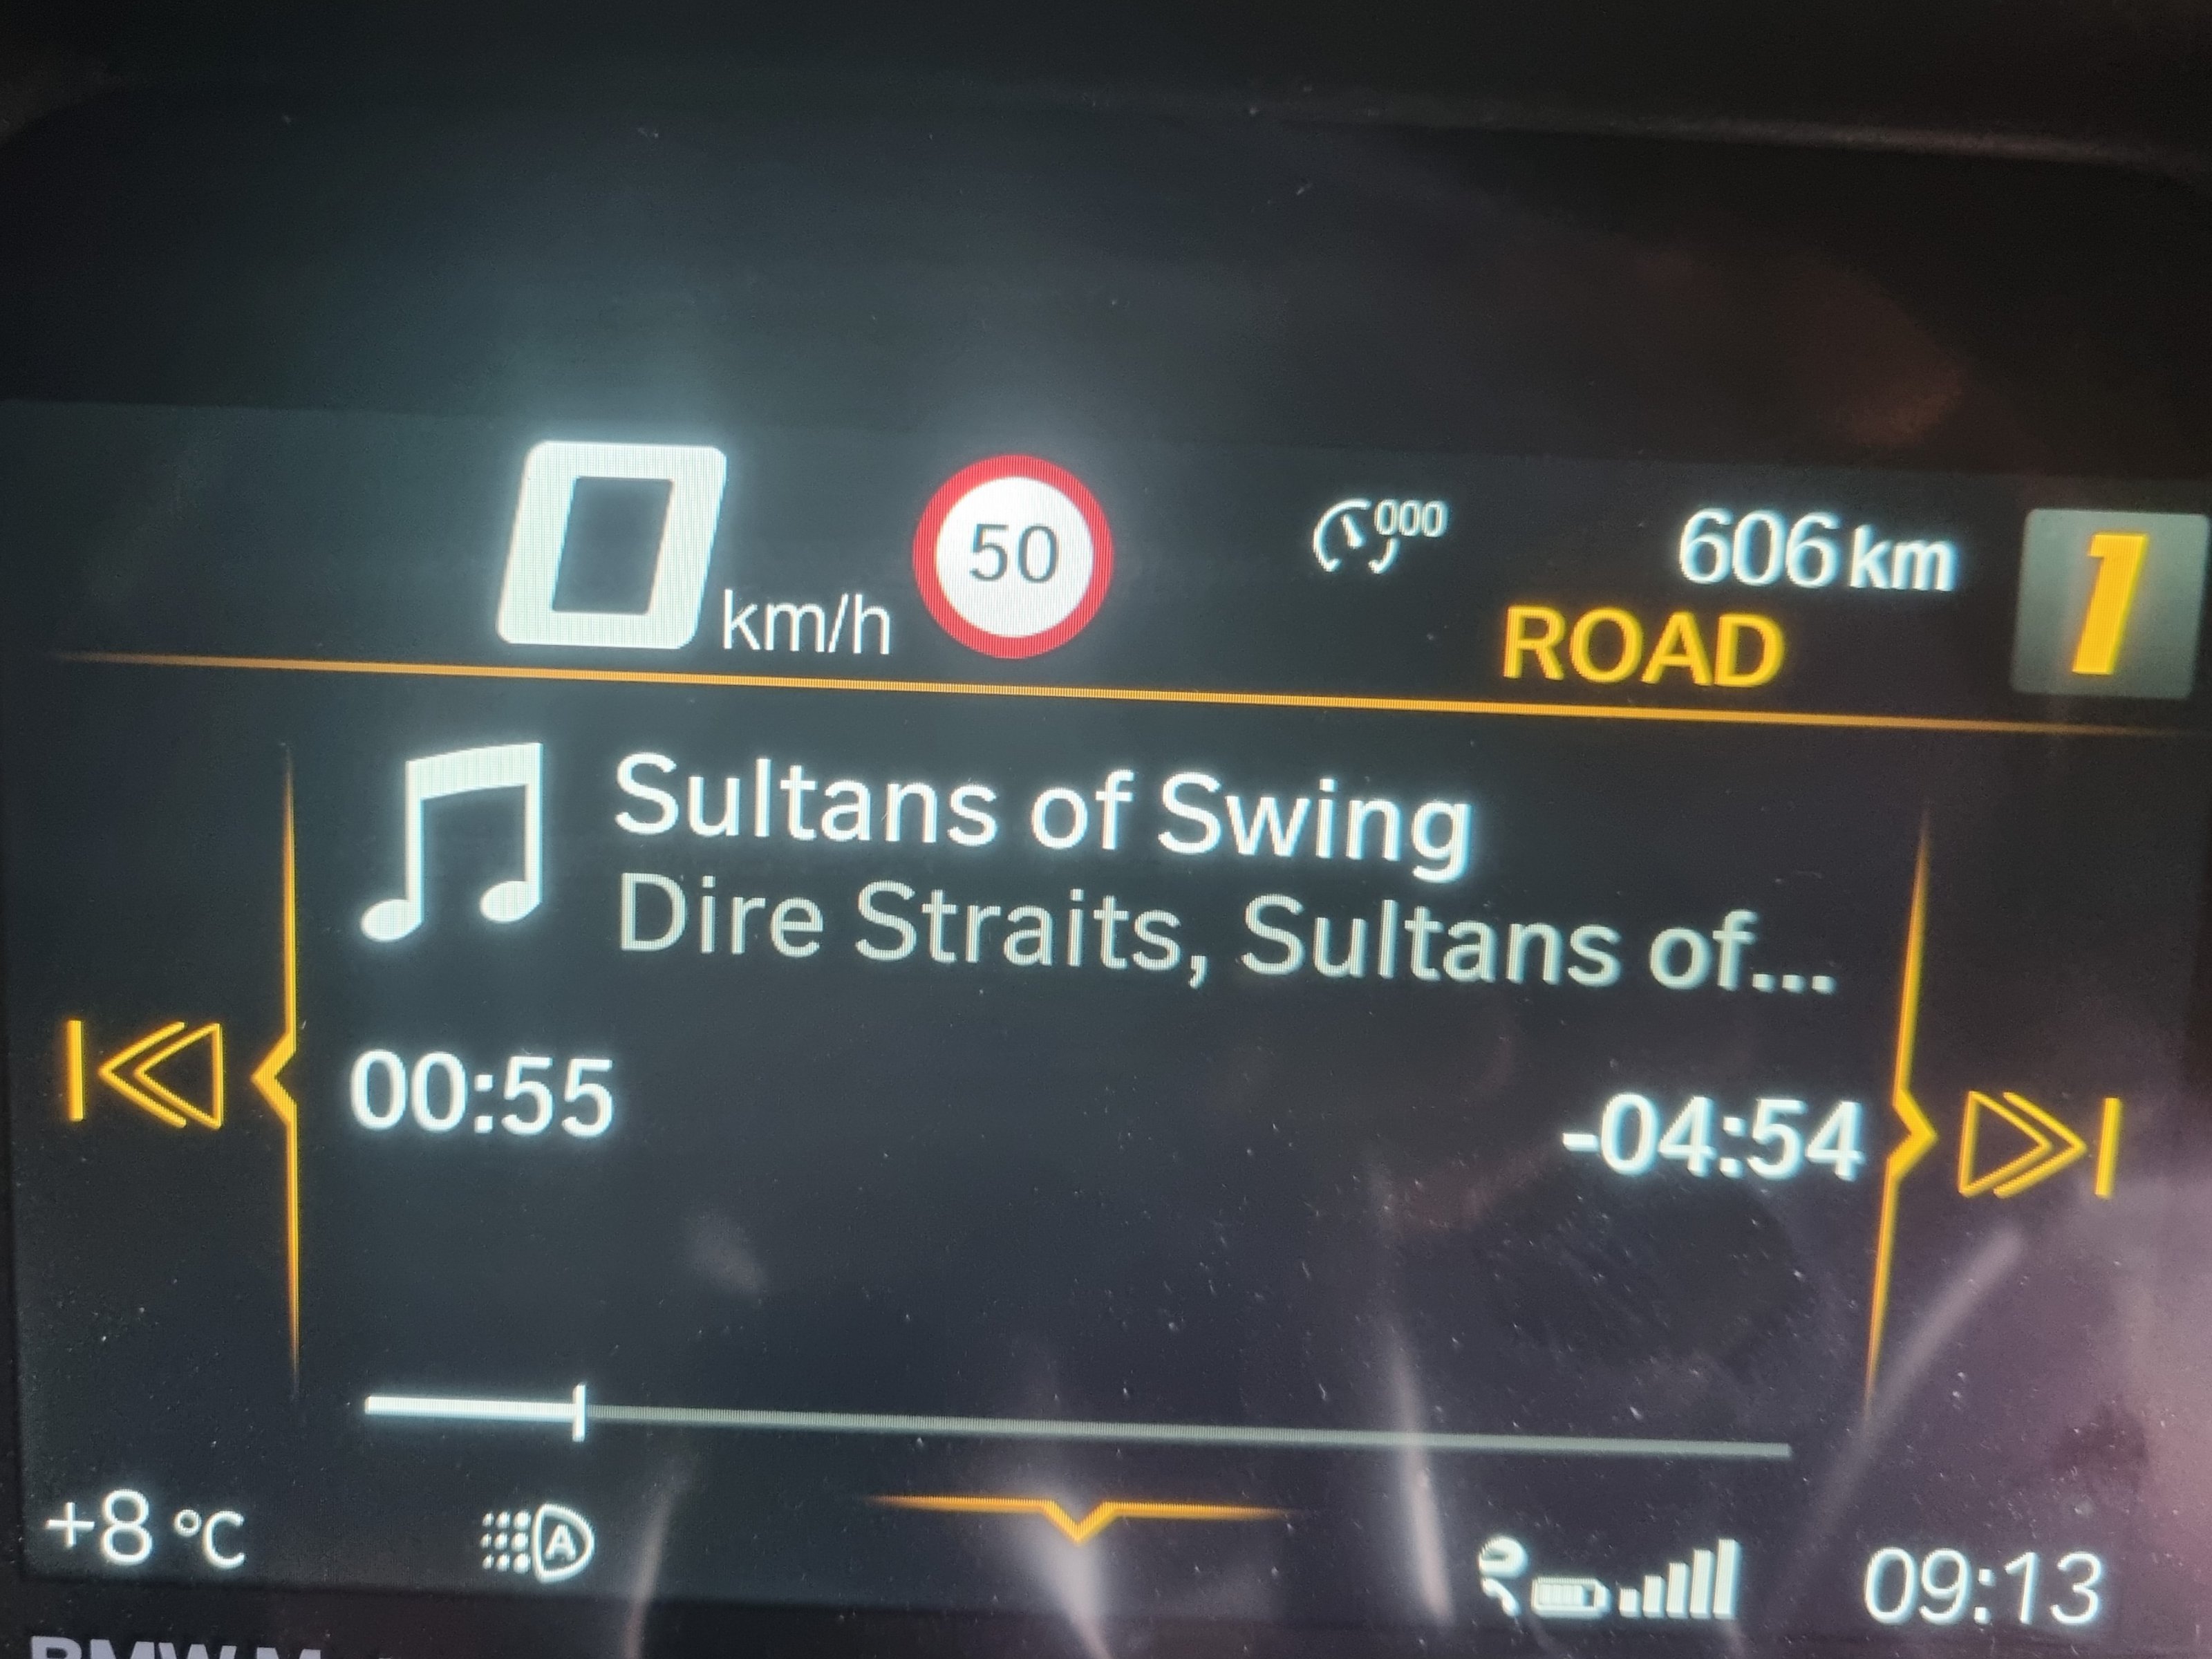 0 km/h
50
000
606 km
1
ROAD
Sultans of Swing
Dire Straits, Sultans of...
00:55
-04:54
+8 °C
A
09:13
BMW M